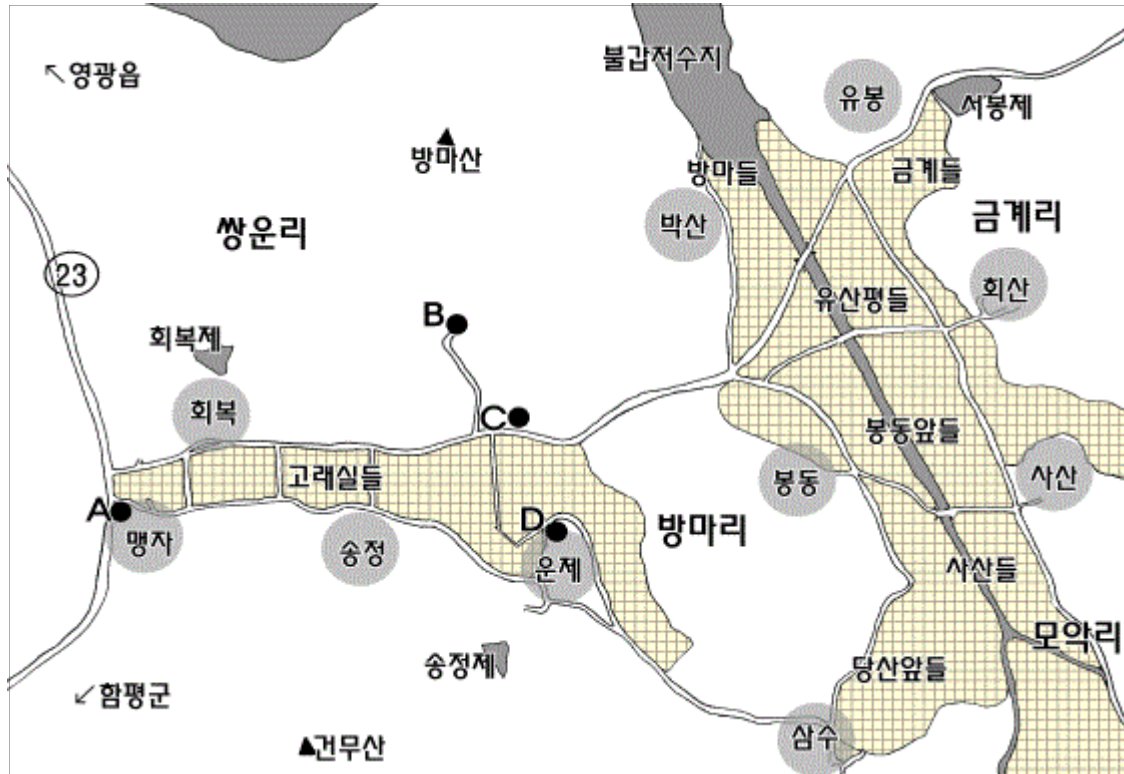 불갑저수지
↖영광읍
유봉
서봉제
▲
방마산
방마들
금계들
쌍운리
박산
금계리
23
회산
유산평들
B
회복제
회복
C
봉동앞들
고래실들
봉동
사산
A
D
방마리
맹자
송정
운제
사산들
모악리
송정제
당산앞들
↙함평군
삼수
▲건무산